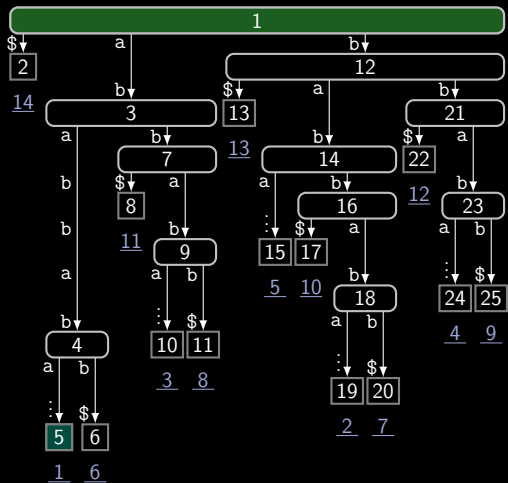 1
$ a b
2 b 12
14 3 $ a b
a b 13 b 21
7 13 14 $ a
b $ a a b 22 b
8 16 12 23
b 11 b $ a a b
9 ⋮ 15 17 b ⋮ $
a a b 5 10 18 24 25
b ⋮ $ a b 4 9
4 10 11 ⋮ $
a b 3 8 19 20
⋮ $ 2 7
5 6
1 6